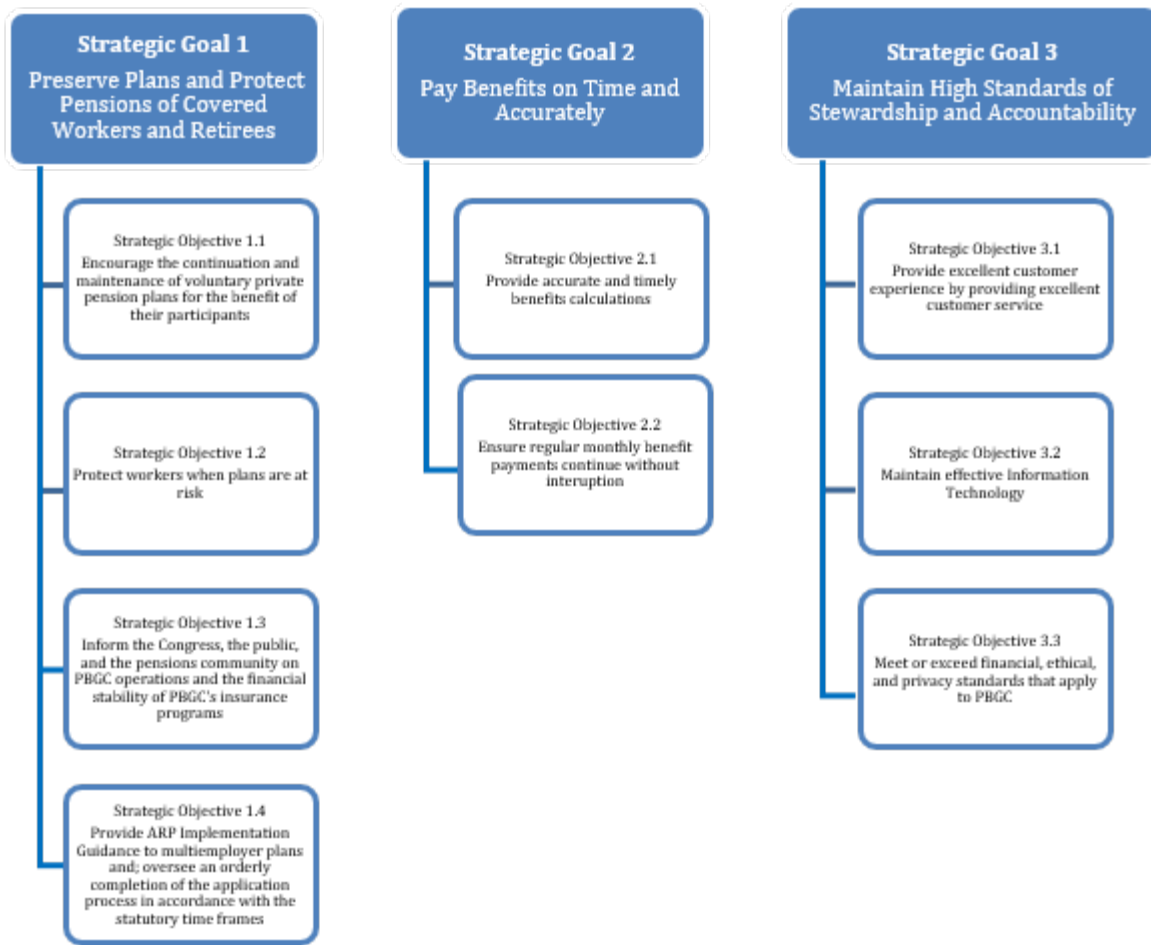 Strategic Goal 1
Preserve Plans and Protect
Pensions of Covered
Workers and Retirees
Strategic Objective 1.1
Encourage the continuation and
maintenance of voluntary private
pension plans for the benefit of
their participants
Strategic Objective 1.2
Protect workers when plans are at
risk
Strategic Objective 1.3
Inform the Congress, the public,
and the pensions community on
PBGC operations and the financial
stability of PBGC's insurance
programs
Strategic Objective 1.4
Provide ARP Implementation
Guidance to multiemployer plans
and; oversee an orderly
completion of the application
process in accordance with the
statutory time frames
Strategic Goal 2
Pay Benefits on Time and
Accurately
Strategic Objective 2.1
Provide accurate and timely
benefits calculations
Strategic Objective 2.2
Ensure regular monthly benefit
payments continue without
interuption
Strategic Goal 3
Maintain High Standards of
Stewardship and Accountability
Strategic Objective 3.1
Provide excellent customer
experience by providing excellent
customer service
Strategic Objective 3.2
Maintain effective Information
Technology
Strategic Objective 3.3
Meet or exceed financial, ethical,
and privacy standards that apply
to PBGC